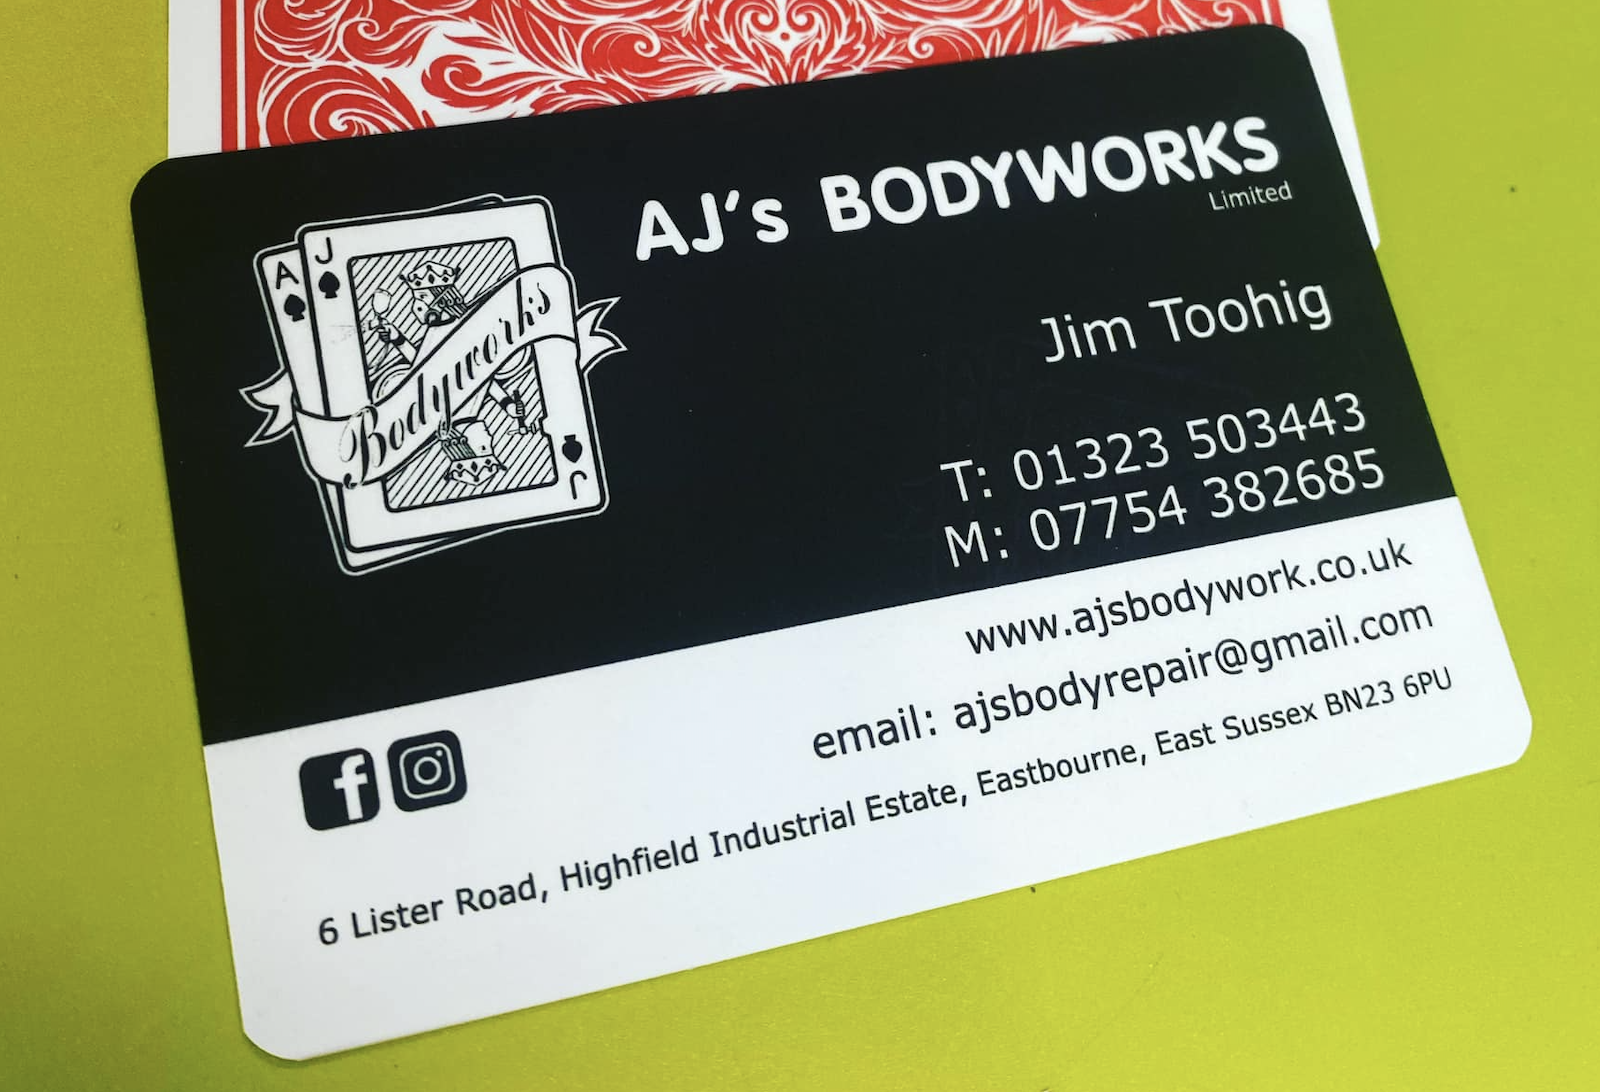 A
J
Bodyworks
J
AJ's BODYWORKS
Limited
Jim Toohig
T: 01323 503443
M: 07754 382685
www.ajsbodywork.co.uk
email: ajsbodyrepair@gmail.com
6 Lister Road, Highfield Industrial Estate, Eastbourne, East Sussex BN23 6PU